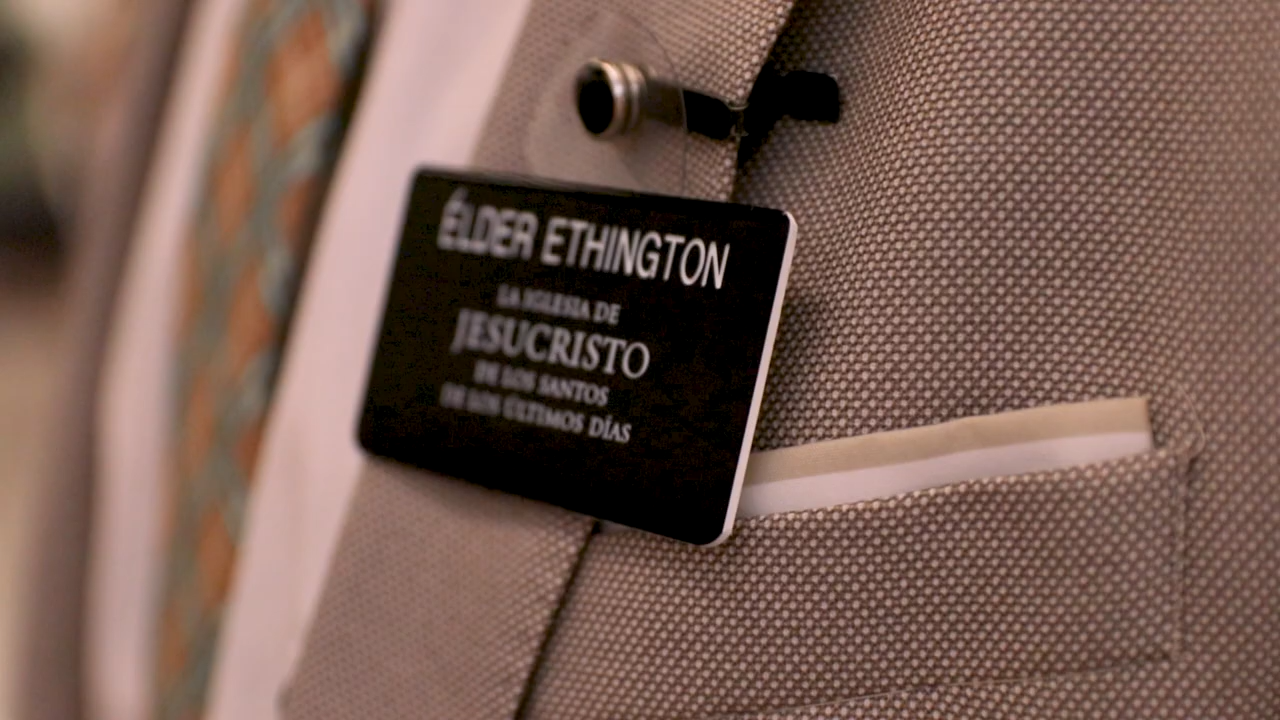 ÉLDER ETHINGTON
LA IGLESIA DE
JESUCRISTO
DE LOS SANTOS
DE LOS ÚLTIMOS DÍAS